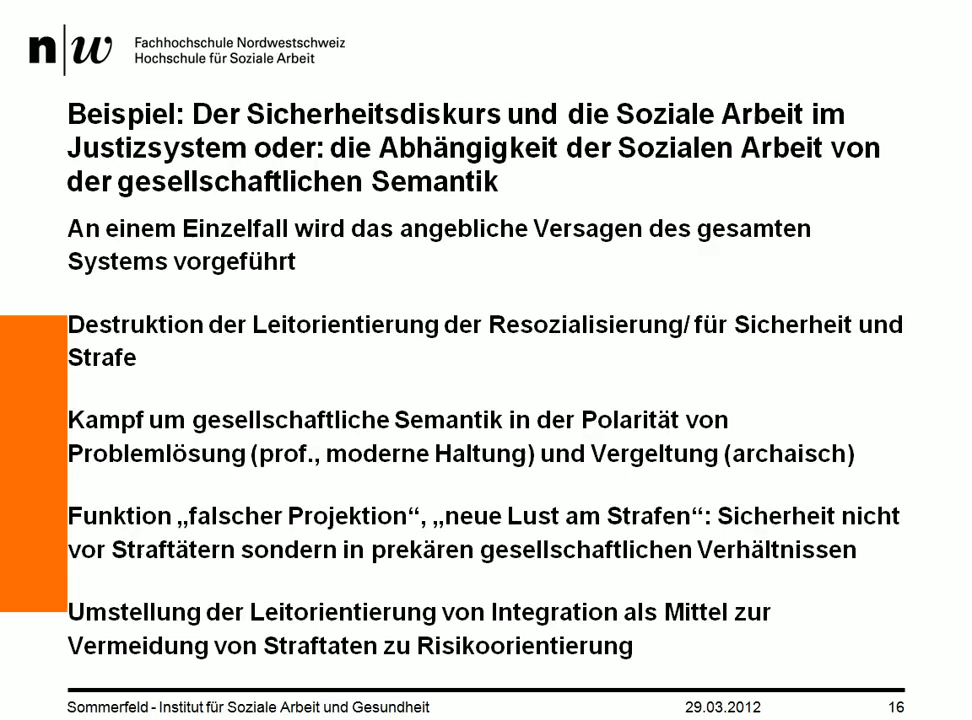 n|w Fachhochschule Nordwestschweiz
Hochschule für Soziale Arbeit
Beispiel: Der Sicherheitsdiskurs und die Soziale Arbeit im
Justizsystem oder: die Abhängigkeit der Sozialen Arbeit von
der gesellschaftlichen Semantik
An einem Einzelfall wird das angebliche Versagen des gesamten
Systems vorgeführt
Destruktion der Leitorientierung der Resozialisierung/ für Sicherheit und
Strafe
Kampf um gesellschaftliche Semantik in der Polarität von
Problemlösung (prof., moderne Haltung) und Vergeltung (archaisch)
Funktion „falscher Projektion“, „neue Lust am Strafen“: Sicherheit nicht
vor Straftätern sondern in prekären gesellschaftlichen Verhältnissen
Umstellung der Leitorientierung von Integration als Mittel zur
Vermeidung von Straftaten zu Risikoorientierung
Sommerfeld - Institut für Soziale Arbeit und Gesundheit 29.03.2012 16